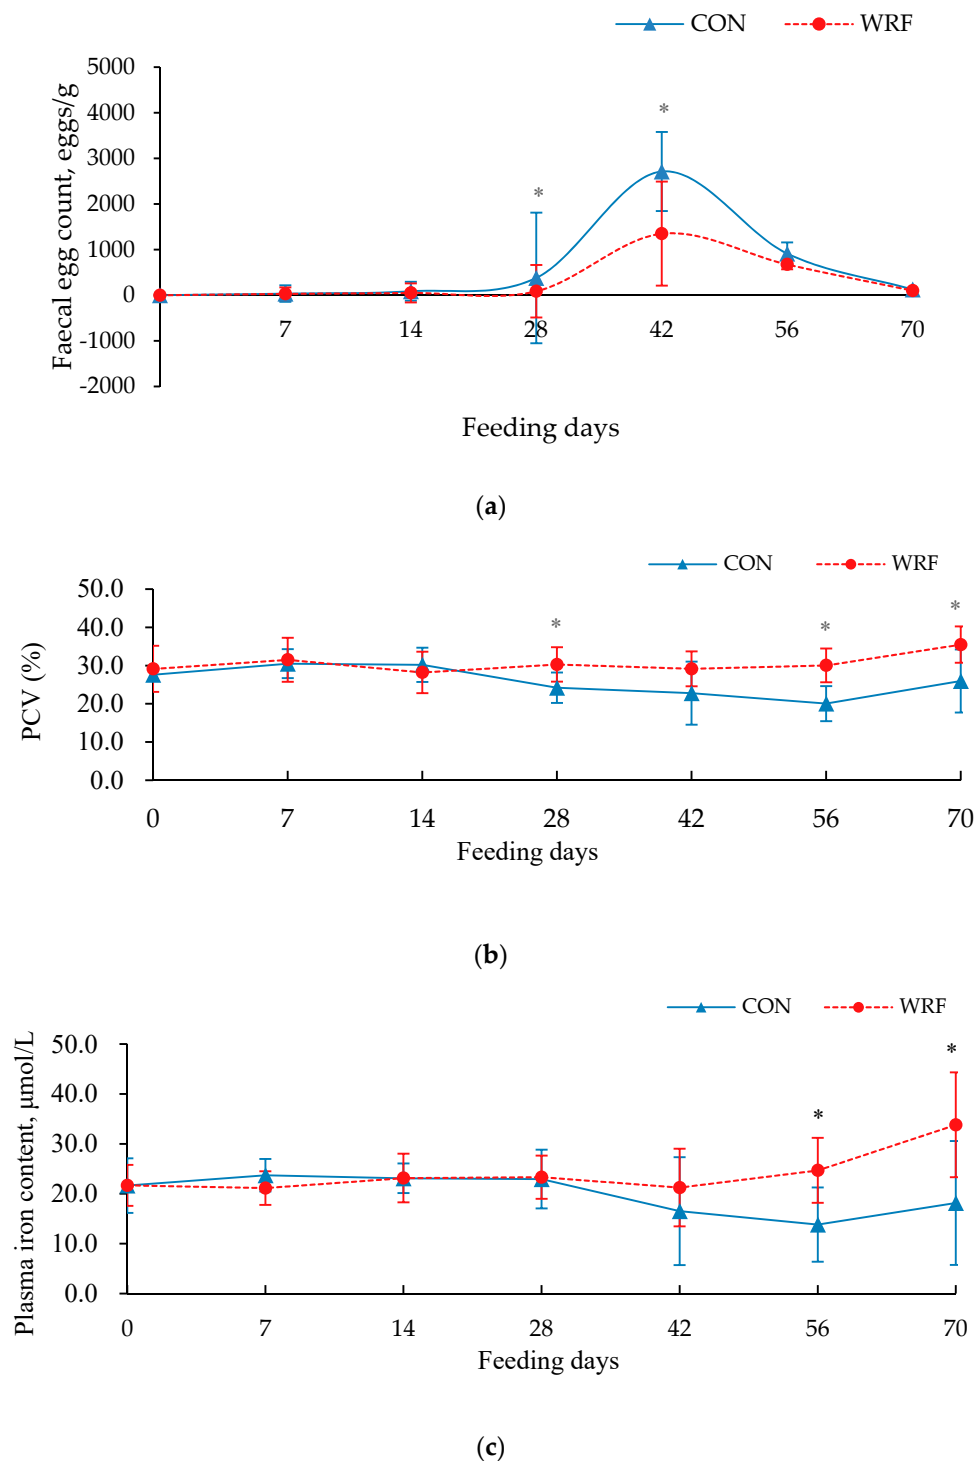 CON WRF
Faecal egg count, eggs/g
5000
4000
*
3000
2000
*
1000
0
7 14 28 42 56 70
-1000
-2000
Feeding days
(a)
CON WRF
PCV (%)
50.0
40.0
* * *
30.0
20.0
10.0
0.0
0 7 14 28 42 56 70
Feeding days
(b)
CON WRF
Plasma iron content, μmol/L
50.0
*
40.0
*
30.0
20.0
10.0
0.0
0 7 14 28 42 56 70
Feeding days
(c)